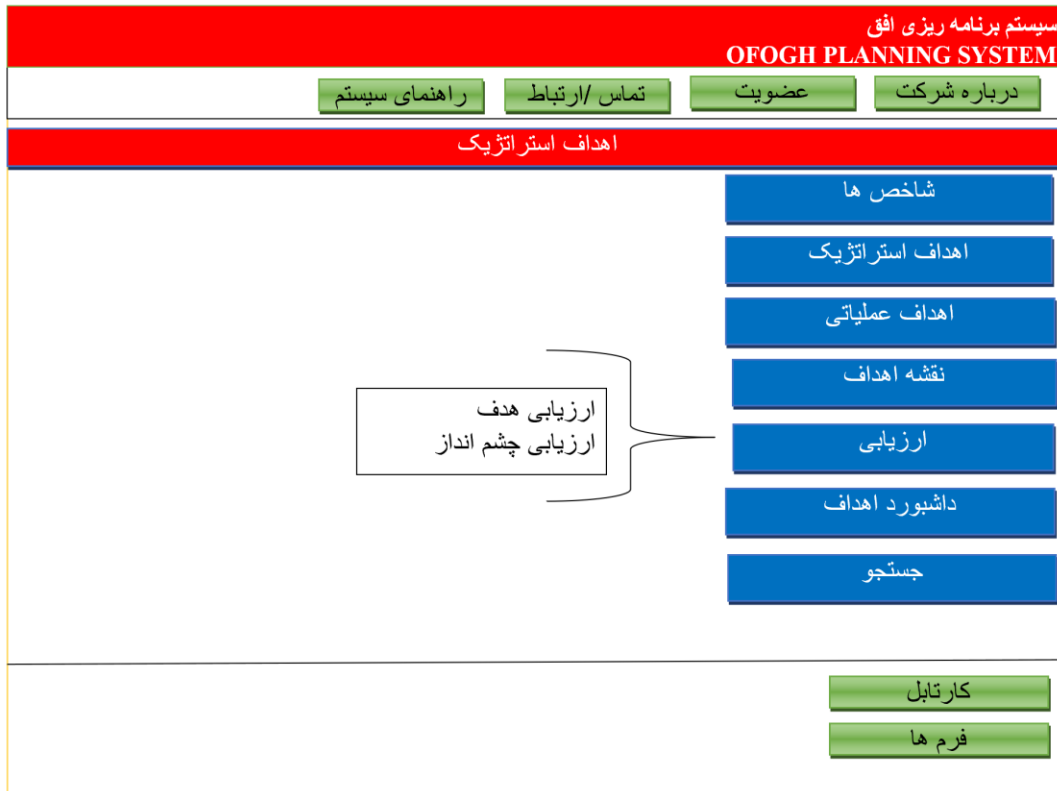 سیستم برنامه ریزی افق
OFOGH PLANNING SYSTEM
درباره شرکت
عضویت
تماس /ارتباط
راهنمای سیستم
اهداف استراتژیک
شاخص ها
اهداف استراتژیک
اهداف عملیاتی
نقشه اهداف
ارزیابی
ارزیابی هدف
ارزیابی چشم انداز
داشبورد اهداف
جستجو
کارتابل
فرم ها